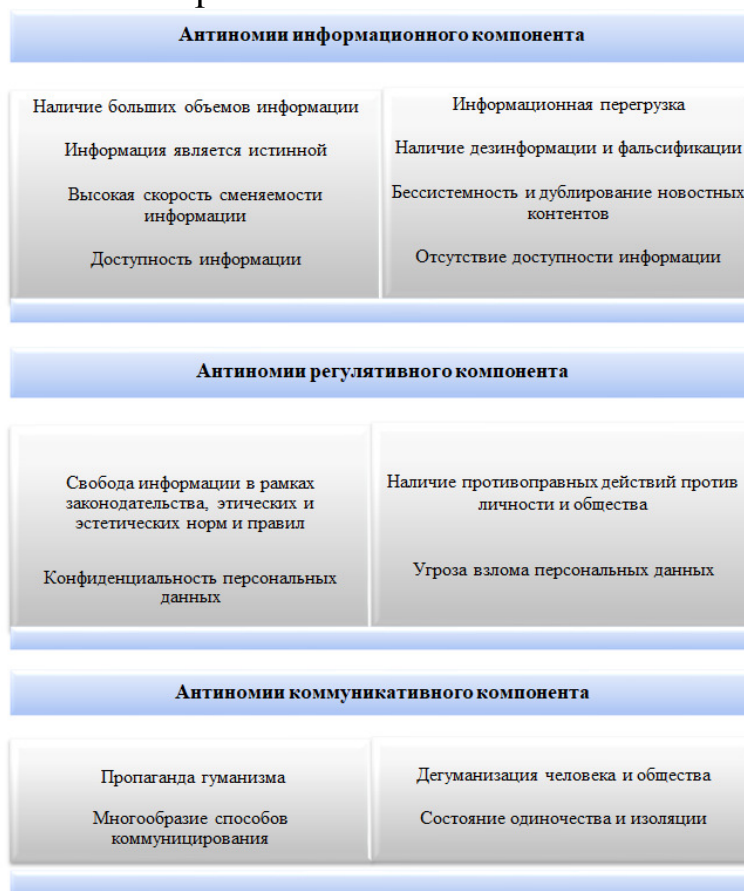 Антиномии информационного компонента
Наличие больших объемов информации
Информация является истинной
Высокая скорость сменяемости
информации
Доступность информации
Информационная перегрузка
Наличие дезинформации и фальсификации
Бессистемность и дублирование новостных
контентов
Отсутствие доступности информации
Антиномии регулятивного компонента
Свобода информации в рамках
законодательства, этических и
эстетических норм и правил
Конфиденциальность персональных
данных
Наличие противоправных действий против
личности и общества
Угроза взлома персональных данных
Антиномии коммуникативного компонента
Пропаганда гуманизма
Многообразие способов
коммуницирования
Дегуманизация человека и общества
Состояние одиночества и изоляции